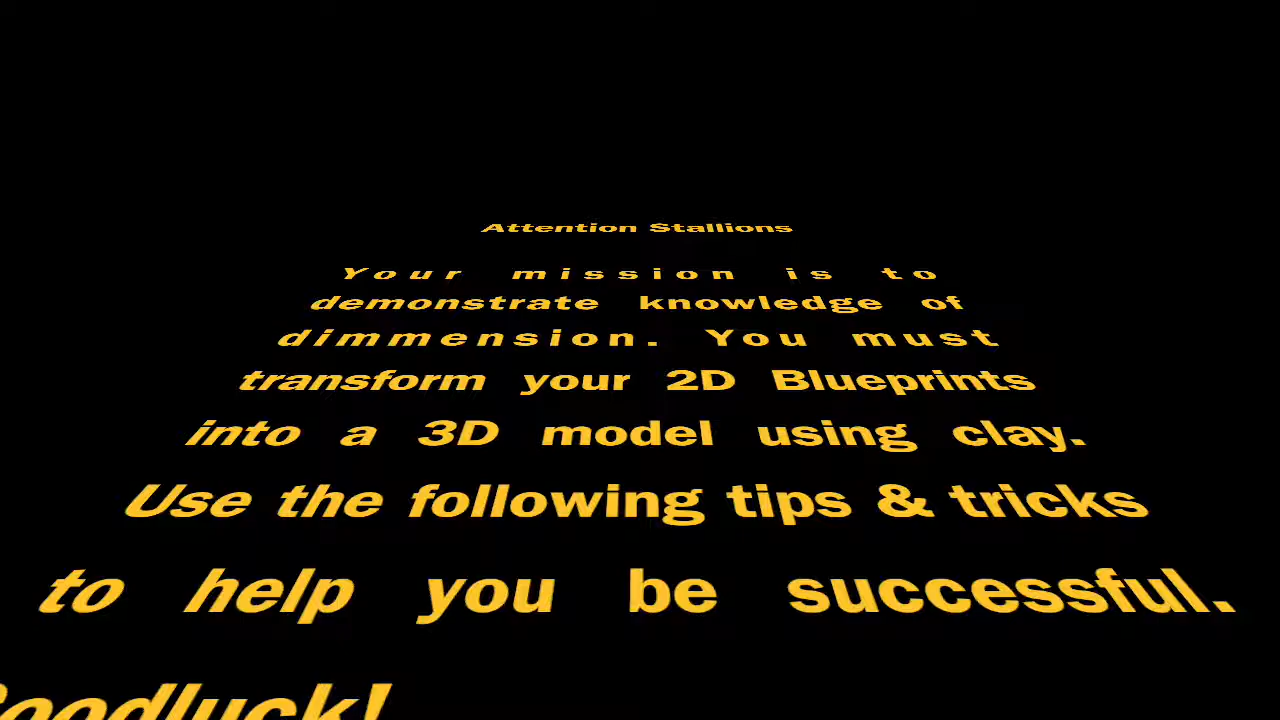 Attention Stallions
Your mission is to
demonstrate knowledge of
dimmension. You must
transform your 2D Blueprints
into a 3D model using clay.
Use the following tips & tricks
to help you be successful.
Goodluck!